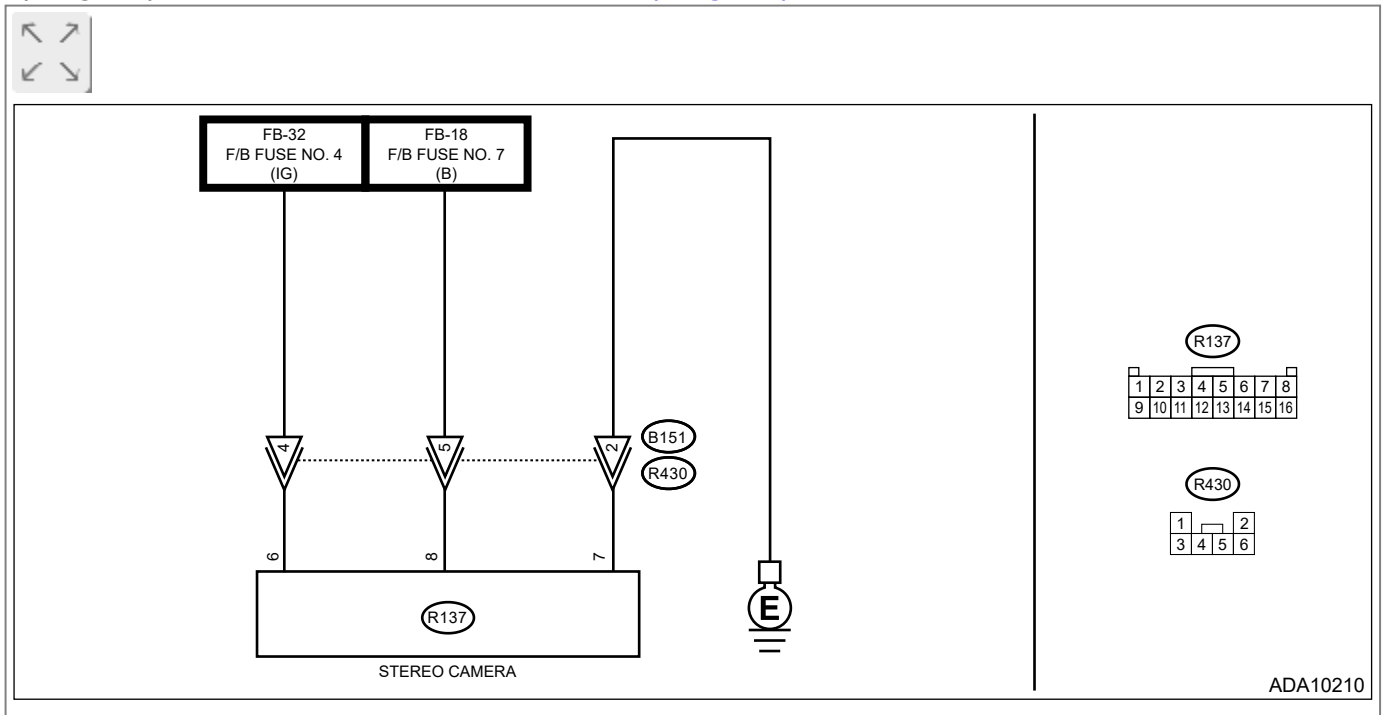 FB-32
F/B FUSE NO. 4
(IG)
FB-18
F/B FUSE NO. 7
(B)
4
5
2
B151
R430
6
8
7
R137
STEREO CAMERA
E
R137
1 2 3 4 5 6 7 8
9 10 11 12 13 14 15 16
R430
1 2
3 4 5 6
ADA10210